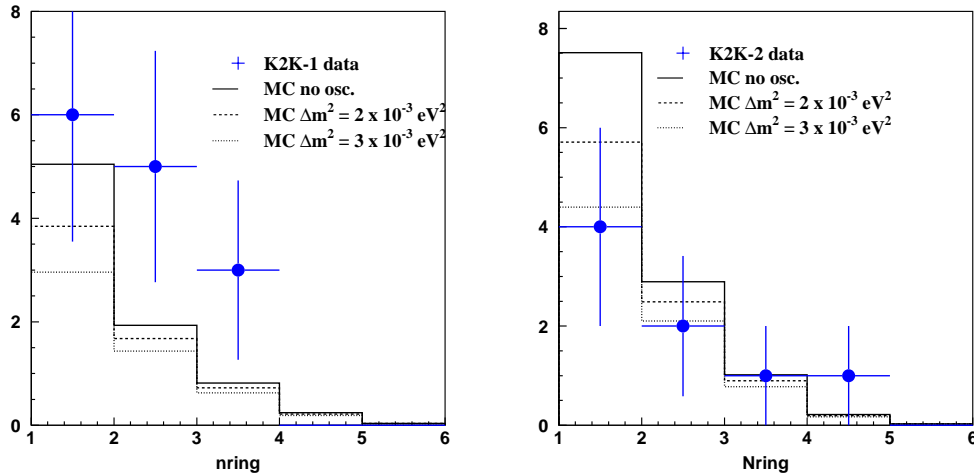 8
6
4
2
0
1 2 3 4 5 6
nring
K2K-1 data
MC no osc.
MC Δm² = 2 x 10⁻³ eV²
MC Δm² = 3 x 10⁻³ eV²
8
6
4
2
0
1 2 3 4 5 6
Nring
K2K-2 data
MC no osc.
MC Δm² = 2 x 10⁻³ eV²
MC Δm² = 3 x 10⁻³ eV²